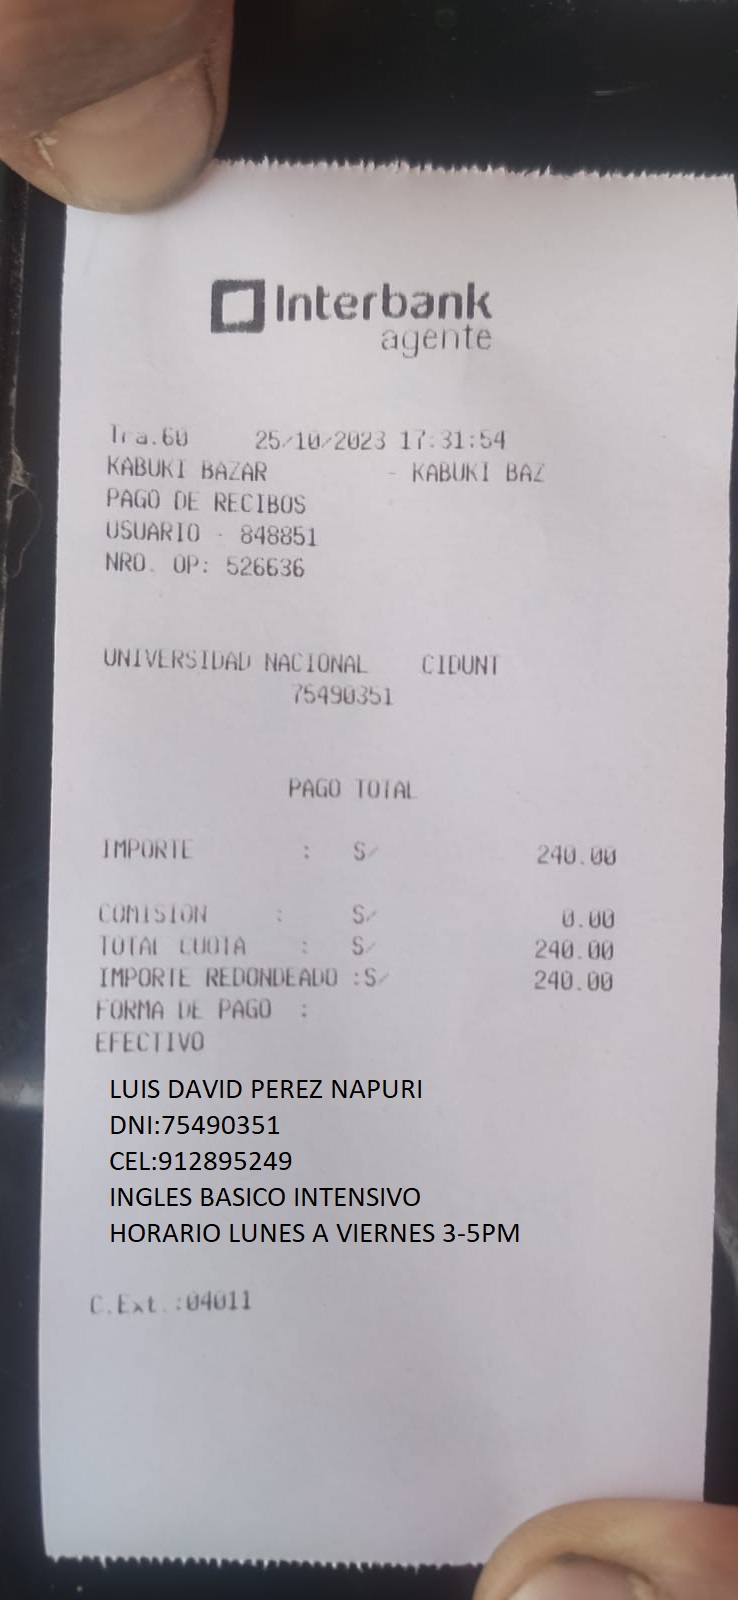 Interbank
agente
Tra.60 25/10/2023 17:31:54
KABUKI BAZAR - KABUKI BAZ
PAGO DE RECIBOS
USUARIO - 848851
NRO. OP: 526636
UNIVERSIDAD NACIONAL CIDUNT
75490351
PAGO TOTAL
IMPORTE : S/ 240.00
COMISION : S/ 0.00
TOTAL CUOTA : S/ 240.00
IMPORTE REDONDEADO :S/ 240.00
FORMA DE PAGO :
EFECTIVO
LUIS DAVID PEREZ NAPURI
DNI:75490351
CEL:912895249
INGLES BASICO INTENSIVO
HORARIO LUNES A VIERNES 3-5PM
C.Ext.:04011